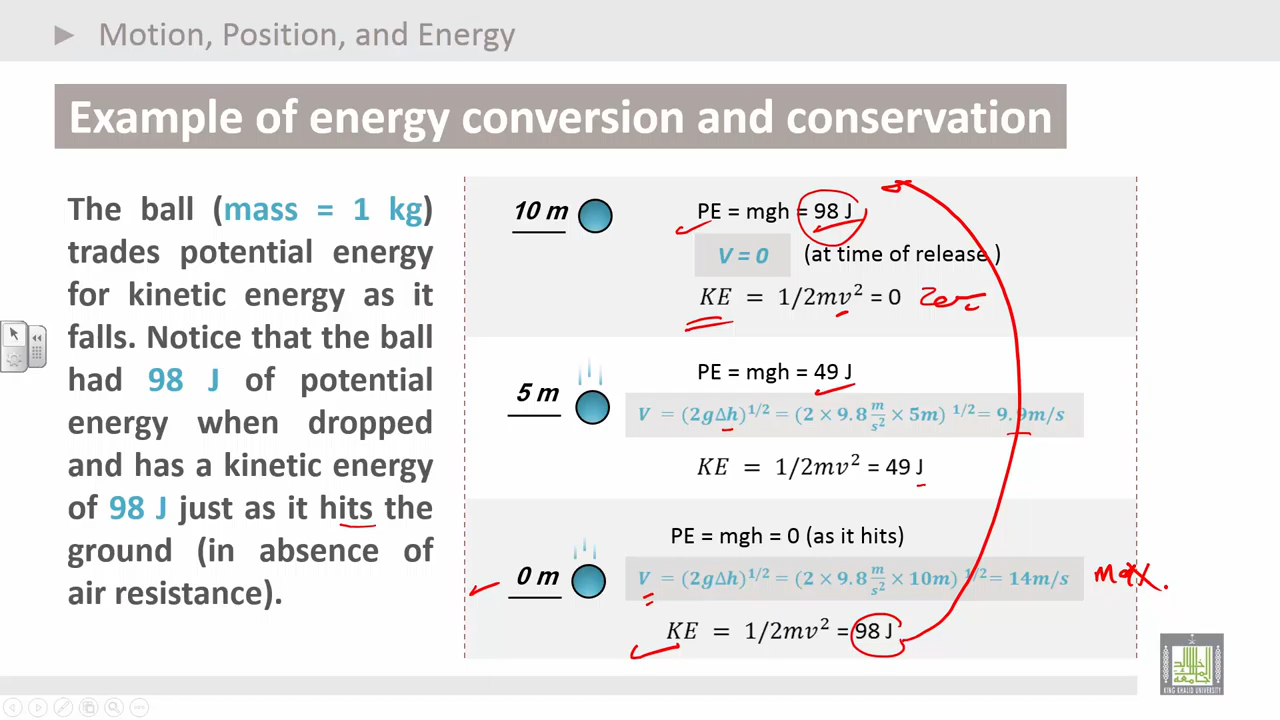 ► Motion, Position, and Energy
Example of energy conversion and conservation
The ball (mass = 1 kg)
trades potential energy
for kinetic energy as it
falls. Notice that the ball
had 98 J of potential
energy when dropped
and has a kinetic energy
of 98 J just as it hits the
ground (in absence of
air resistance).
10 m
PE = mgh = 98 J
V = 0 (at time of release )
KE = 1/2mv² = 0 Zero
5 m
PE = mgh = 49 J
V = (2gΔh)^1/2 = (2 × 9.8 m/s² × 5m) ^1/2 = 9.9m/s
KE = 1/2mv² = 49 J
0 m
PE = mgh = 0 (as it hits)
V = (2gΔh)^1/2 = (2 × 9.8 m/s² × 10m) ^1/2 = 14m/s max.
KE = 1/2mv² = 98 J
KING KHALID UNIVERSITY